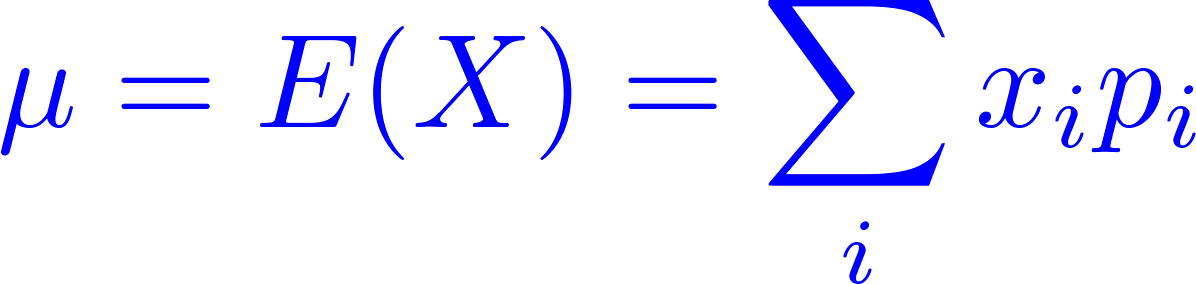 μ = E(X) = ∑ xᵢpᵢ
i